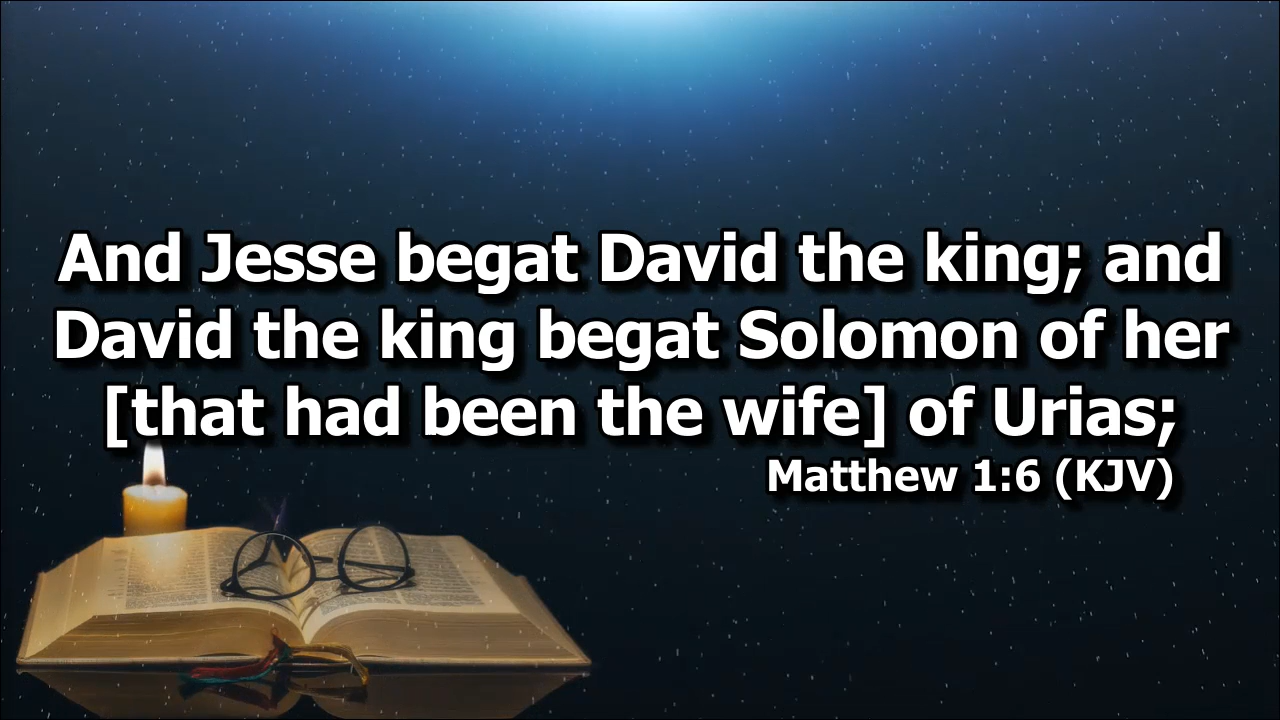 And Jesse begat David the king; and
David the king begat Solomon of her
[that had been the wife] of Urias;
Matthew 1:6 (KJV)